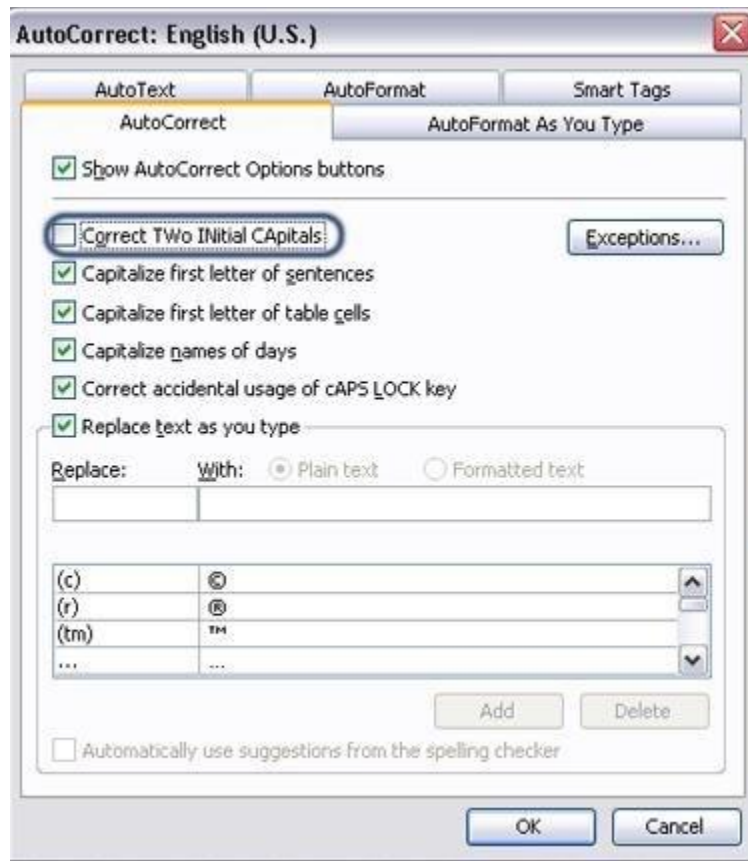 AutoCorrect: English (U.S.)
AutoText AutoFormat Smart Tags
AutoCorrect AutoFormat As You Type
Show AutoCorrect Options buttons
Correct TWo INitial CApitals Exceptions...
Capitalize first letter of sentences
Capitalize first letter of table cells
Capitalize names of days
Correct accidental usage of cAPS LOCK key
Replace text as you type
Replace: With: Plain text Formatted text
(c) ©
(r) ®
(tm) ™
... ...
Add Delete
Automatically use suggestions from the spelling checker
OK Cancel